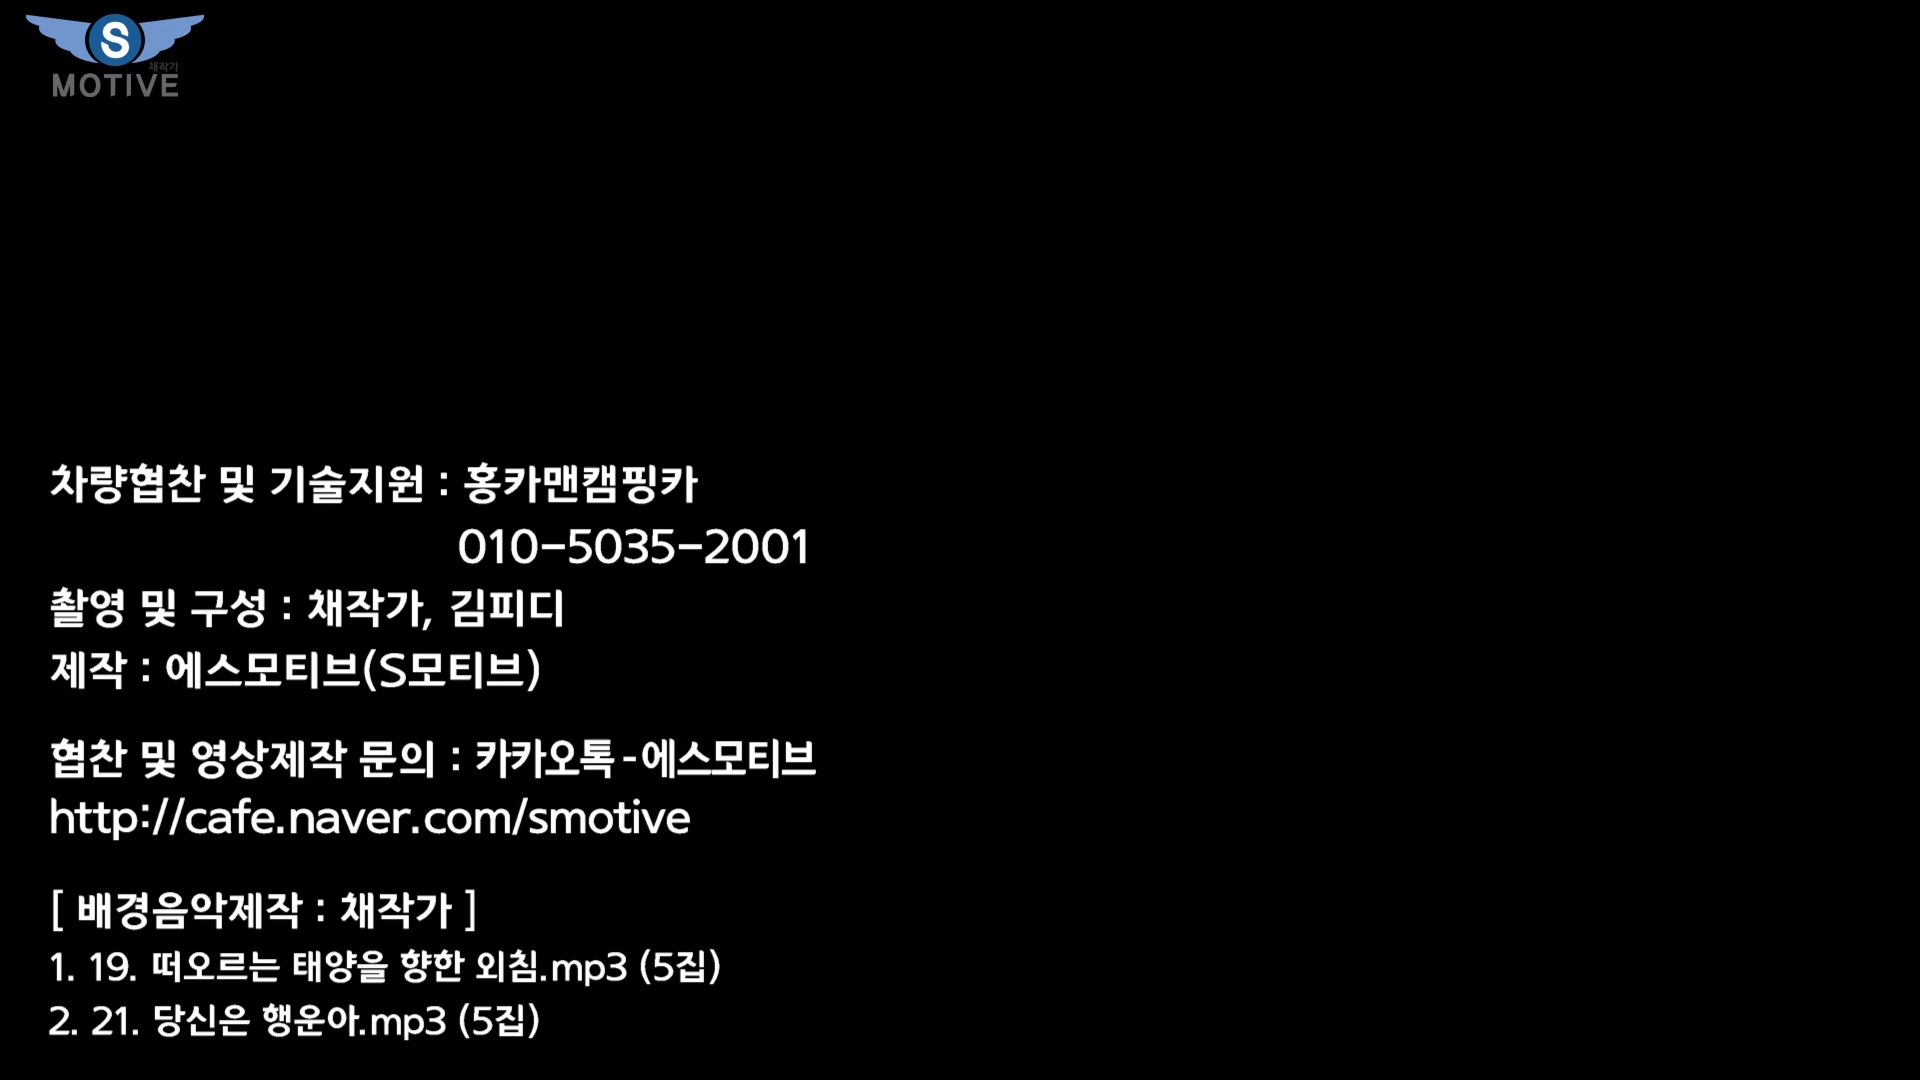 S
채작가
MOTIVE
차량협찬 및 기술지원 : 홍카맨캠핑카
010-5035-2001
촬영 및 구성 : 채작가, 김피디
제작 : 에스모티브(S모티브)
협찬 및 영상제작 문의 : 카카오톡-에스모티브
http://cafe.naver.com/smotive
[ 배경음악제작 : 채작가 ]
1. 19. 떠오르는 태양을 향한 외침.mp3 (5집)
2. 21. 당신은 행운아.mp3 (5집)